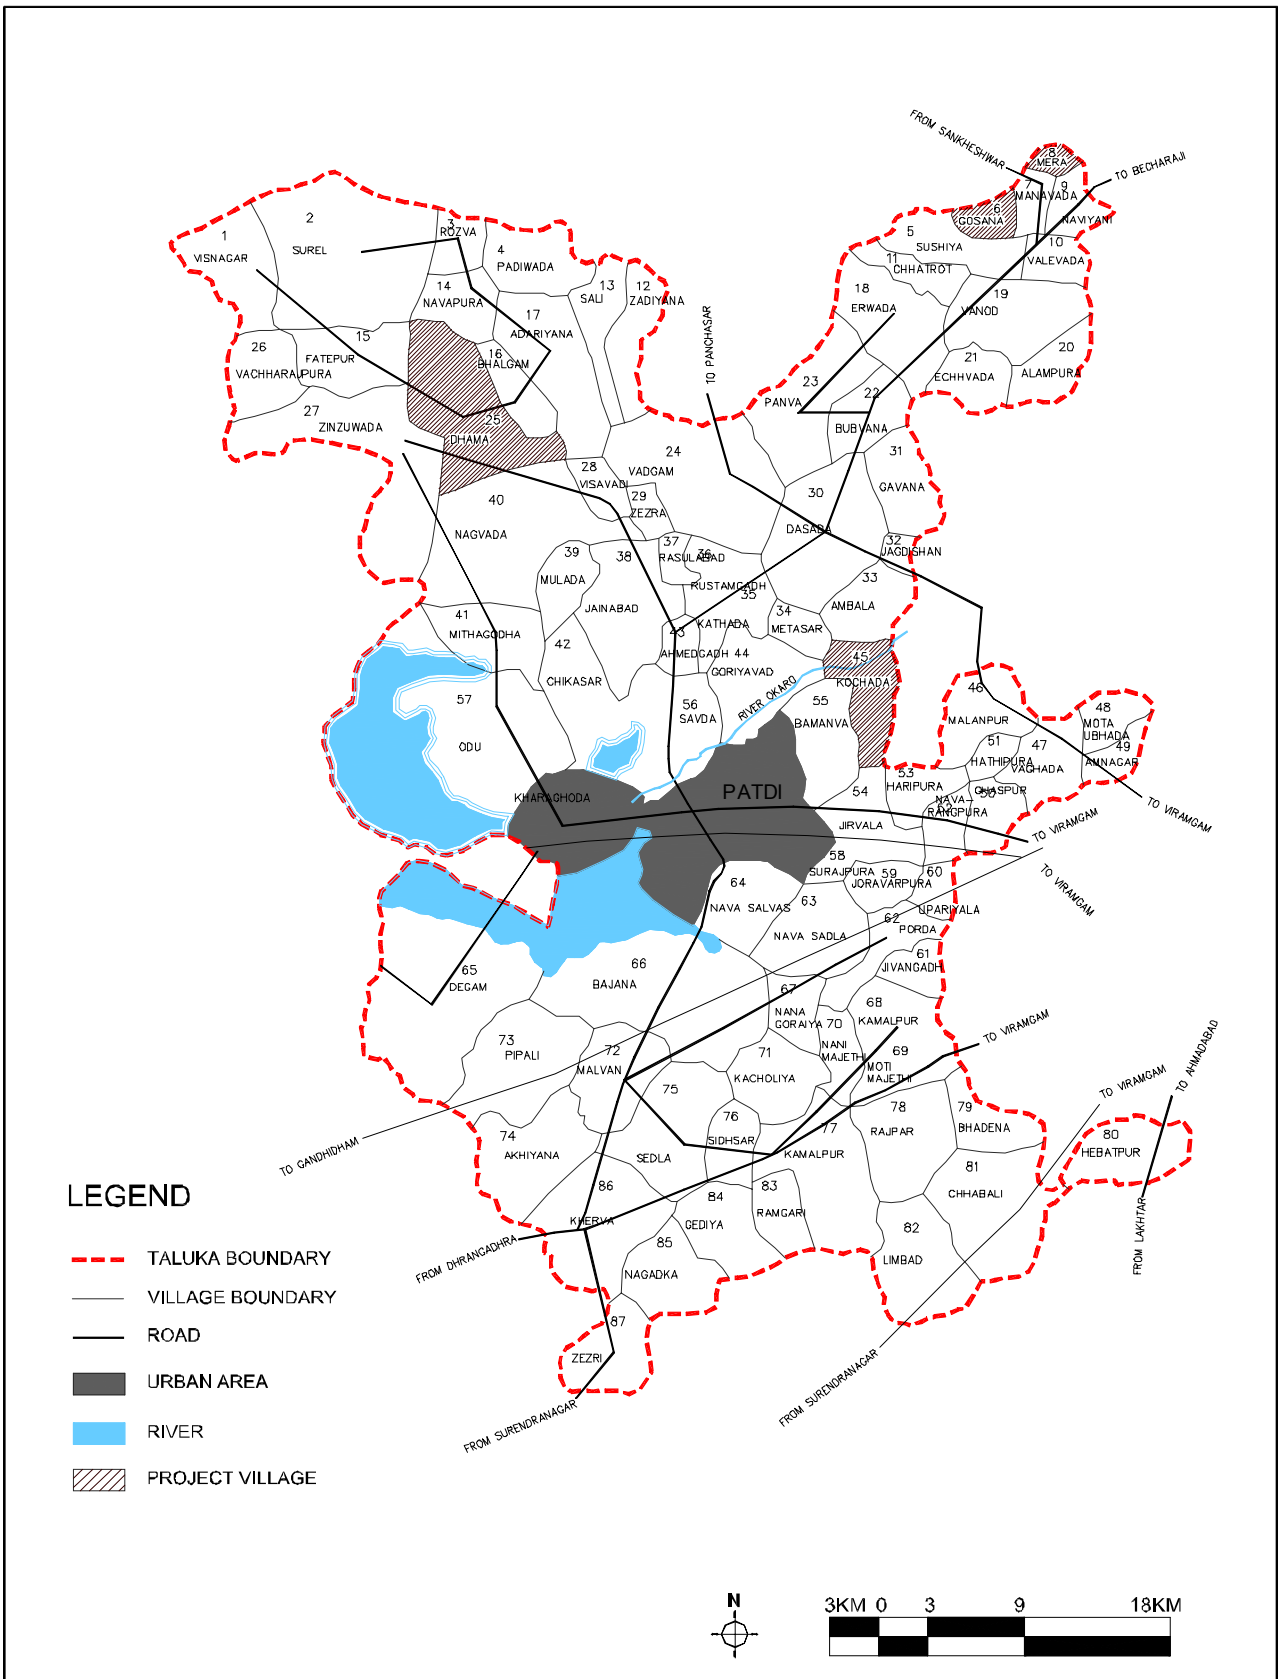 FROM SANKHESHWAR
TO BECHARAJI
8
MERA
7
9
MANAVADA
6
GOSANA
NAVIYANI
5
SUSHIYA
10
VALEVADA
11
CHHATROT
18
ERWADA
19
VANOD
20
ALAMPURA
21
ECHHVADA
22
BUBVANA
23
PANVA
TO PANCHASAR
1
VISNAGAR
2
SUREL
3
ROZVA
4
PADIWADA
13
SALI
12
ZADIYANA
14
NAVAPURA
17
ADARIYANA
15
FATEPUR
16
BHALGAM
26
VACHHARAJPURA
27
ZINZUWADA
25
DHAMA
24
VADGAM
28
VISAVADI
29
ZEZRA
30
DASADA
31
GAVANA
32
JAGDISHAN
33
AMBALA
34
METASAR
35
KATHADA
36
RUSTAMGADH
37
RASULABAD
38
JAINABAD
39
MULADA
40
NAGVADA
41
MITHAGODHA
42
CHIKASAR
43
AHMEDGADH
44
GORIYAVAD
45
KOCHADA
RIVER OKARO
46
MALANPUR
47
VAGHADA
48
MOTA
UBHADA
49
AMNAGAR
50
GHASPUR
51
HATHIPURA
52
NAVA-
RANGPURA
53
HARIPURA
54
JIRVALA
55
BAMANVA
56
SAVDA
57
ODU
KHARAGHODA
PATDI
TO VIRAMGAM
TO VIRAMGAM
TO VIRAMGAM
58
SURAJPURA
59
JORAVARPURA
60
UPARIYALA
61
JIVANGADH
62
PORDA
63
NAVA SADLA
64
NAVA SALVAS
65
DEGAM
66
BAJANA
67
NANA
GORAIYA
68
KAMALPUR
69
MOTI
MAJETHI
70
NANI
MAJETHI
71
KACHOLIYA
72
MALVAN
73
PIPALI
74
AKHIYANA
75
SEDLA
76
SIDHSAR
77
KAMALPUR
78
RAJPAR
79
BHADENA
80
HEBATPUR
81
CHHABALI
82
LIMBAD
83
RAMGARI
84
GEDIYA
85
NAGADKA
86
KHERVA
87
ZEZRI
TO VIRAMGAM
TO VIRAMGAM
TO AHMADABAD
FROM LAKHTAR
TO GANDHIDHAM
FROM DHRANGADHRA
FROM SURENDRANAGAR
FROM SURENDRANAGAR
LEGEND
TALUKA BOUNDARY
VILLAGE BOUNDARY
ROAD
URBAN AREA
RIVER
PROJECT VILLAGE
N
3KM 0 3 9 18KM